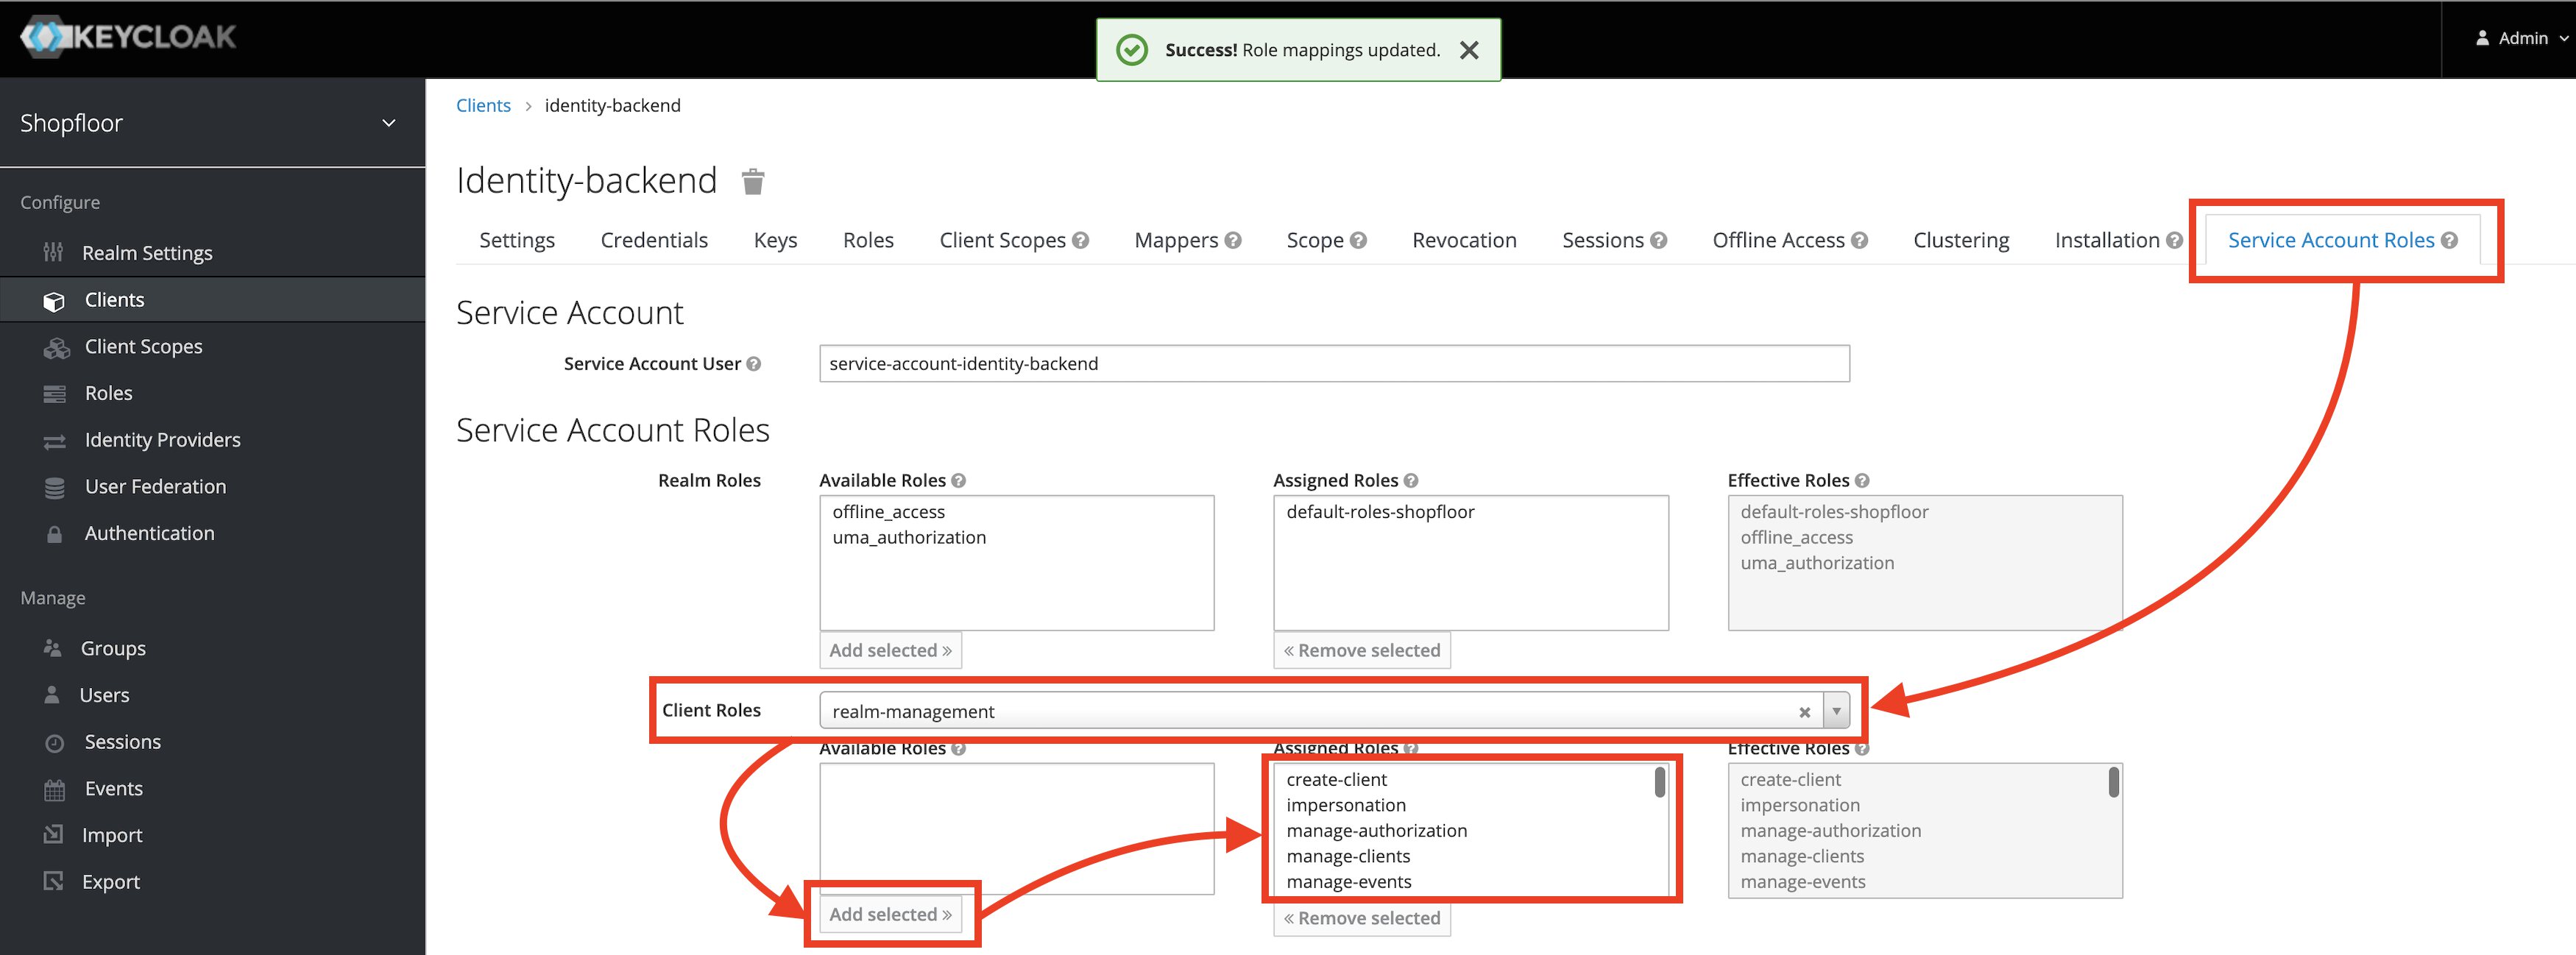 KEYCLOAK
Success! Role mappings updated.
Admin
Shopfloor
Configure
Realm Settings
Clients
Client Scopes
Roles
Identity Providers
User Federation
Authentication
Manage
Groups
Users
Sessions
Events
Import
Export
Clients > identity-backend
Identity-backend
Settings Credentials Keys Roles Client Scopes Mappers Scope Revocation Sessions Offline Access Clustering Installation Service Account Roles
Service Account
Service Account User service-account-identity-backend
Service Account Roles
Realm Roles Available Roles Assigned Roles Effective Roles
offline_access
uma_authorization
default-roles-shopfloor
default-roles-shopfloor
offline_access
uma_authorization
Add selected » « Remove selected
Client Roles realm-management
Available Roles Assigned Roles Effective Roles
create-client
impersonation
manage-authorization
manage-clients
manage-events
create-client
impersonation
manage-authorization
manage-clients
manage-events
Add selected » « Remove selected